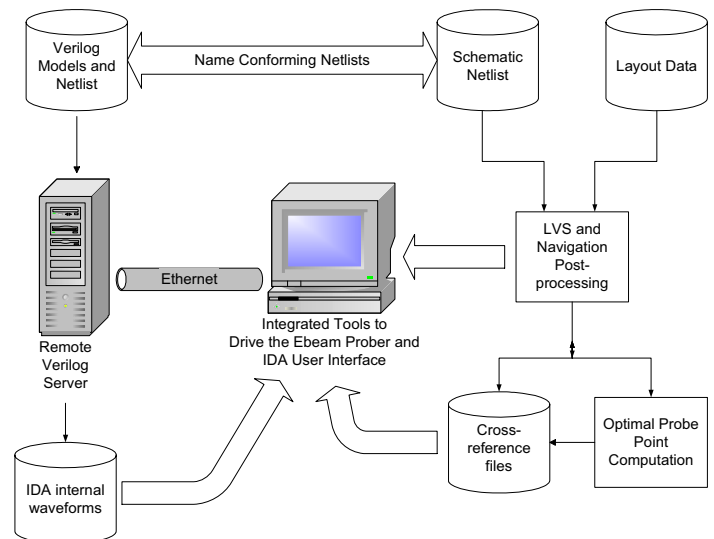 Verilog
Models and
Netlist
Name Conforming Netlists
Schematic
Netlist
Layout Data
LVS and
Navigation
Post-
processing
Ethernet
Integrated Tools to
Drive the Ebeam Prober and
IDA User Interface
Remote
Verilog
Server
Cross-
reference
files
Optimal Probe
Point
Computation
IDA internal
waveforms